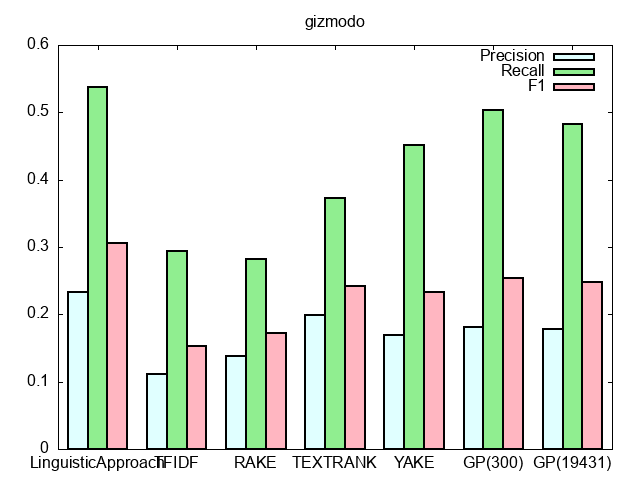 gizmodo
Precision
Recall
F1
0.6
0.5
0.4
0.3
0.2
0.1
0
LinguisticApproach TFIDF RAKE TEXTRANK YAKE GP(300) GP(19431)